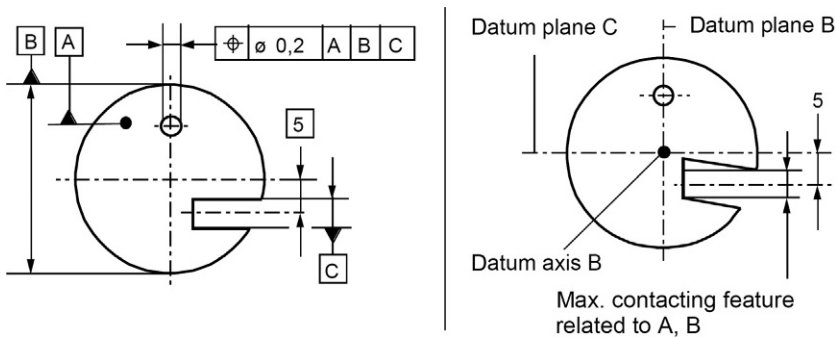 B
A
⌖ ø 0,2 A B C
5
C
Datum plane C
Datum plane B
5
Datum axis B
Max. contacting feature
related to A, B